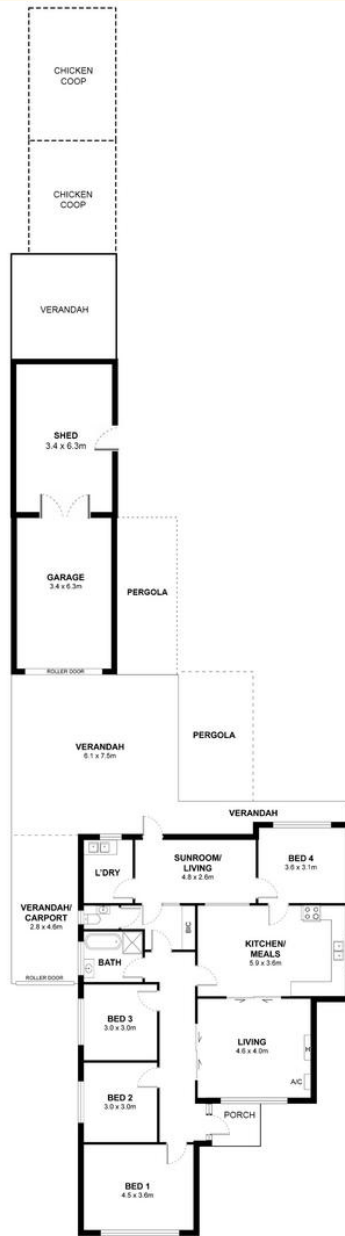 CHICKEN
COOP
CHICKEN
COOP
VERANDAH
SHED
3.4 x 6.3m
GARAGE
3.4 x 6.3m
PERGOLA
ROLLER DOOR
VERANDAH
6.1 x 7.5m
PERGOLA
VERANDAH
L'DRY
SUNROOM/
LIVING
4.8 x 2.6m
BED 4
3.6 x 3.1m
VERANDAH/
CARPORT
2.8 x 4.6m
BIC
KITCHEN/
MEALS
5.9 x 3.6m
BATH
ROLLER DOOR
BED 3
3.0 x 3.0m
LIVING
4.6 x 4.0m
A/C
BED 2
3.0 x 3.0m
PORCH
BED 1
4.5 x 3.6m